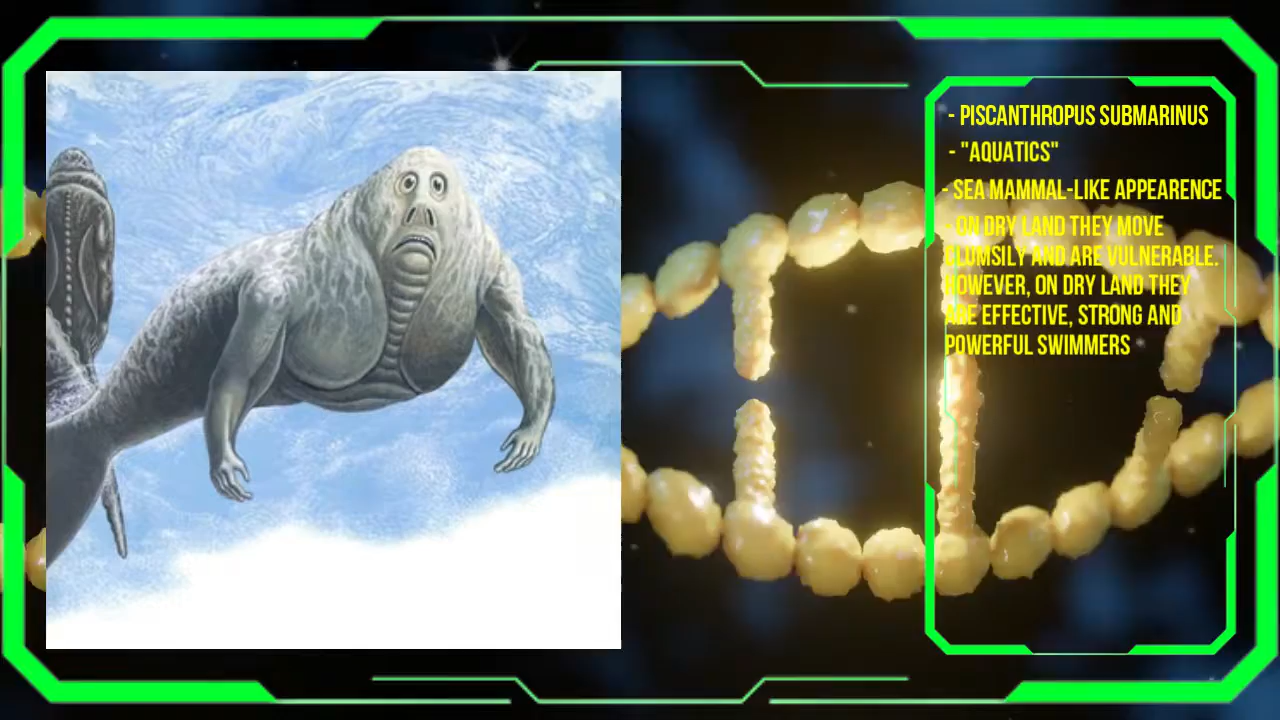 - PISCANTHROPUS SUBMARINUS
- "AQUATICS"
- SEA MAMMAL-LIKE APPEARENCE
- ON DRY LAND THEY MOVE
CLUMSILY AND ARE VULNERABLE.
HOWEVER, ON DRY LAND THEY
ARE EFFECTIVE, STRONG AND
POWERFUL SWIMMERS